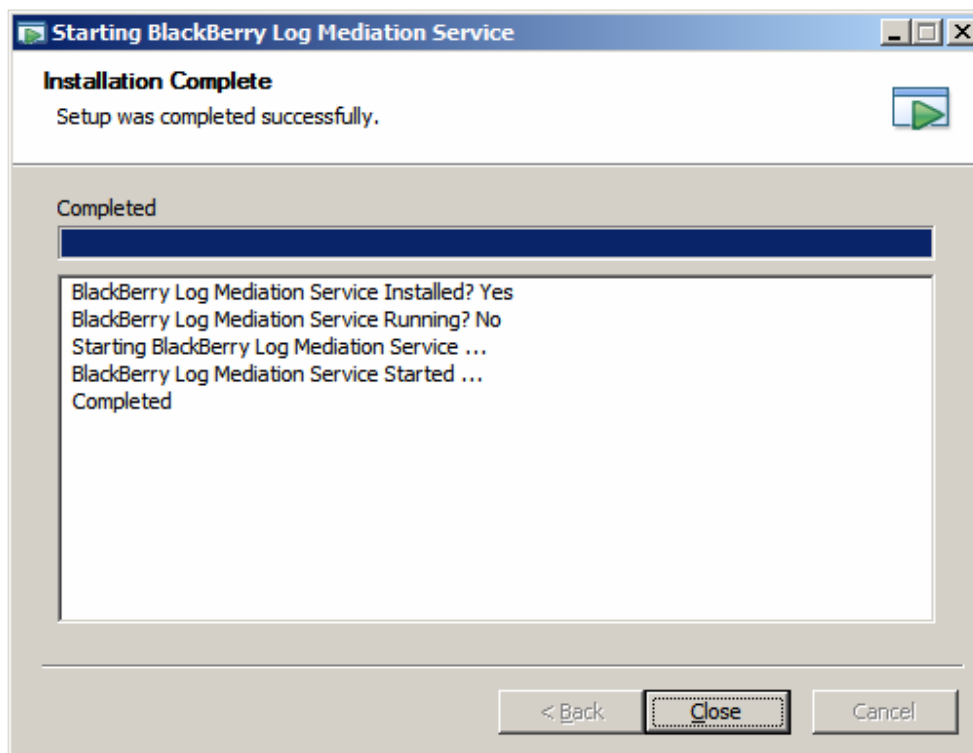 Starting BlackBerry Log Mediation Service
Installation Complete
Setup was completed successfully.
Completed
BlackBerry Log Mediation Service Installed? Yes
BlackBerry Log Mediation Service Running? No
Starting BlackBerry Log Mediation Service ...
BlackBerry Log Mediation Service Started ...
Completed
< Back
Close
Cancel